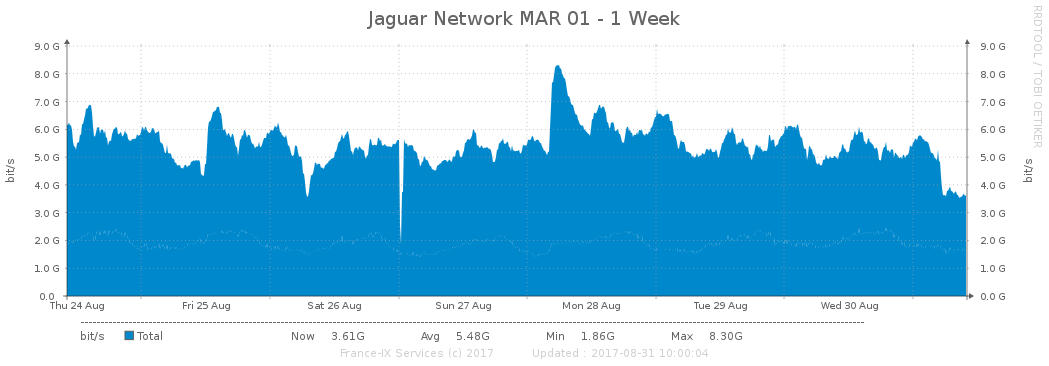 Jaguar Network MAR 01 - 1 Week
RRDTOOL / TOBI OETIKER
9.0 G 9.0 G
8.0 G 8.0 G
7.0 G 7.0 G
6.0 G 6.0 G
5.0 G 5.0 G
bit/s bit/s
4.0 G 4.0 G
3.0 G 3.0 G
2.0 G 2.0 G
1.0 G 1.0 G
0.0 0.0 G
Thu 24 Aug Fri 25 Aug Sat 26 Aug Sun 27 Aug Mon 28 Aug Tue 29 Aug Wed 30 Aug
bit/s Total Now 3.61G Avg 5.48G Min 1.86G Max 8.30G
France-IX Services (c) 2017 Updated : 2017-08-31 10:00:04